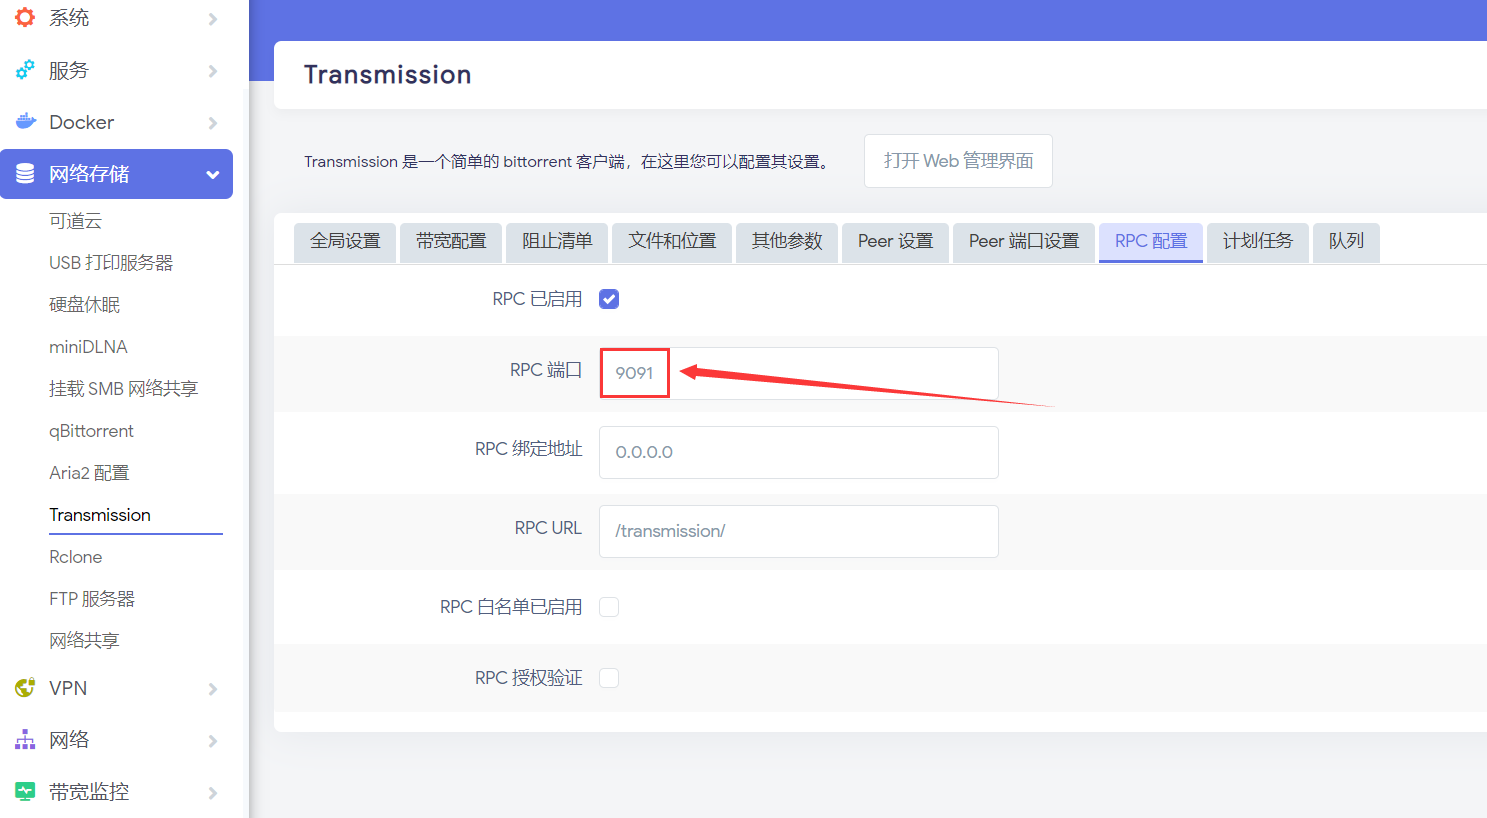 系统
服务
Docker
网络存储
可道云
USB 打印服务器
硬盘休眠
miniDLNA
挂载 SMB 网络共享
qBittorrent
Aria2 配置
Transmission
Rclone
FTP 服务器
网络共享
VPN
网络
带宽监控
Transmission
Transmission 是一个简单的 bittorrent 客户端，在这里您可以配置其设置。
打开 Web 管理界面
全局设置 带宽配置 阻止清单 文件和位置 其他参数 Peer 设置 Peer 端口设置 RPC 配置 计划任务 队列
RPC 已启用
RPC 端口 9091
RPC 绑定地址 0.0.0.0
RPC URL /transmission/
RPC 白名单已启用
RPC 授权验证